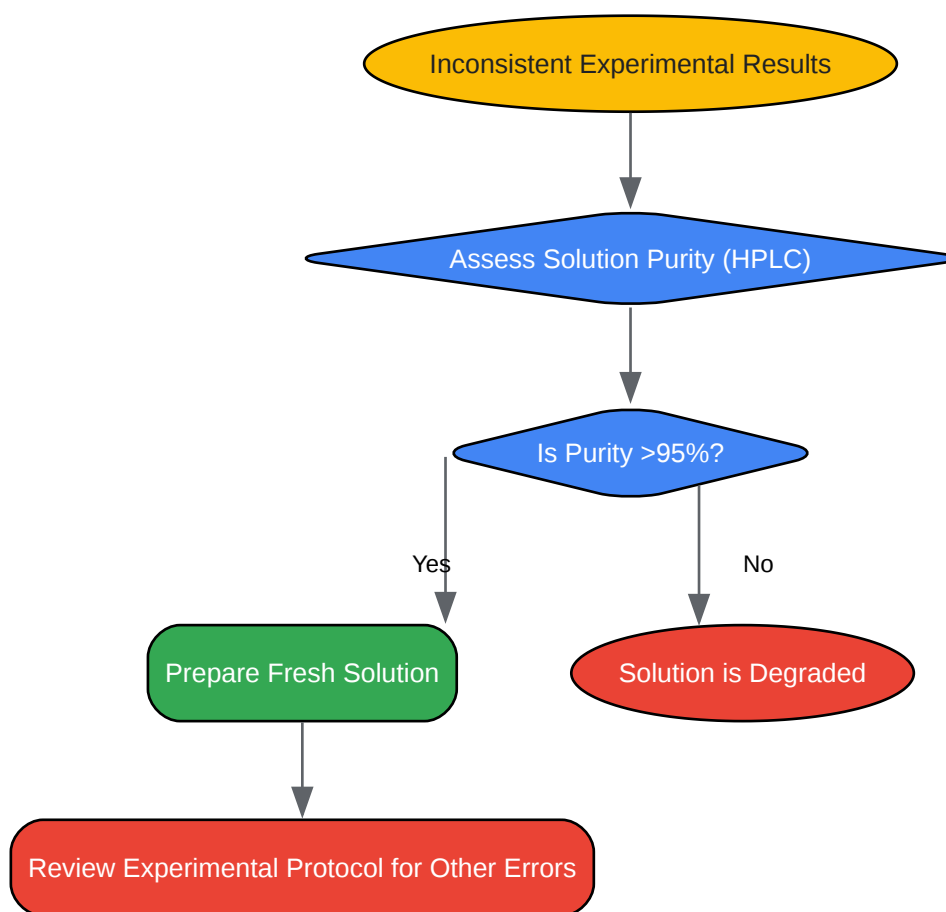 Inconsistent Experimental Results
Assess Solution Purity (HPLC)
Is Purity >95%?
Yes
No
Prepare Fresh Solution
Solution is Degraded
Review Experimental Protocol for Other Errors